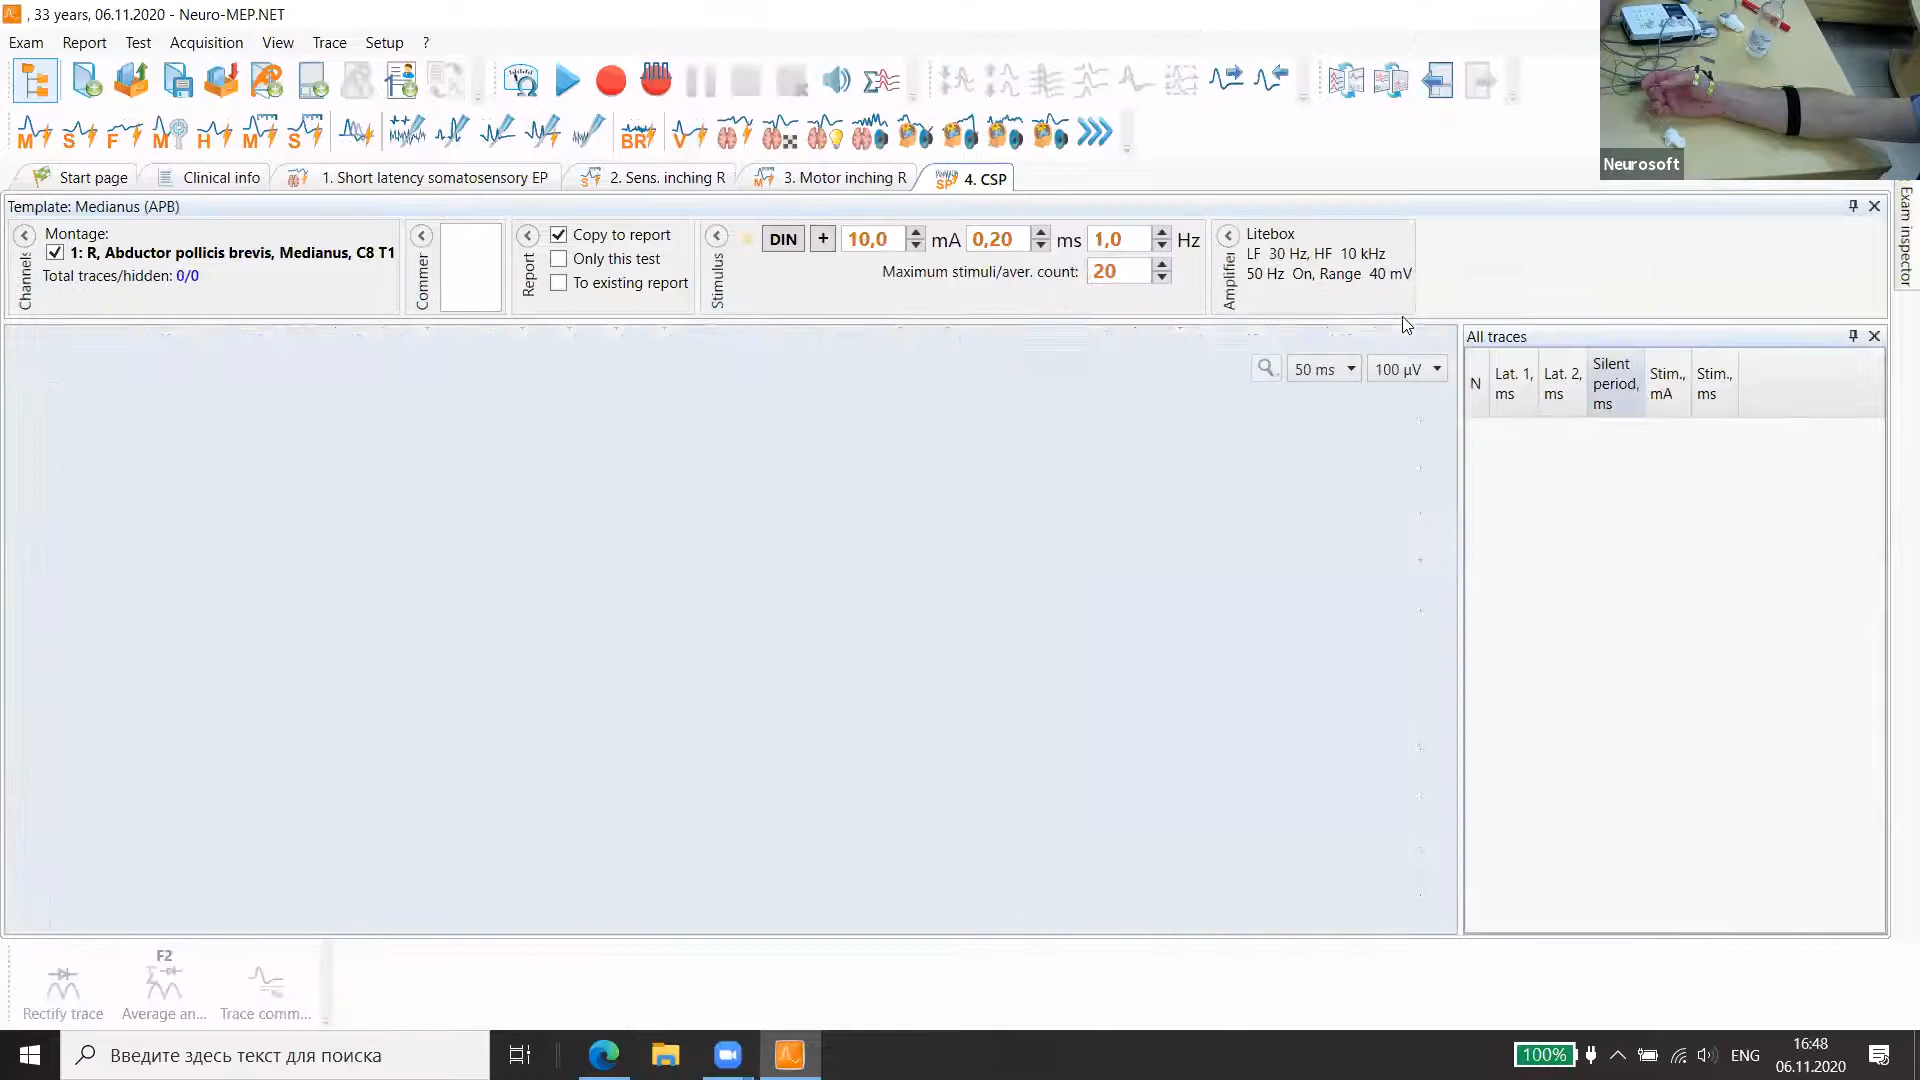 , 33 years, 06.11.2020 - Neuro-MEP.NET
Exam Report Test Acquisition View Trace Setup ?
M S F M H M S BR V
Start page
Clinical info
1. Short latency somatosensory EP
2. Sens. inching R
3. Motor inching R
4. CSP
Neurosoft
Template: Medianus (APB)
Channels
Montage:
1: R, Abductor pollicis brevis, Medianus, C8 T1
Total traces/hidden: 0/0
Commer
Report
Copy to report
Only this test
To existing report
Stimulus
DIN + 10,0 mA 0,20 ms 1,0 Hz
Maximum stimuli/aver. count: 20
Amplifier
Litebox
LF 30 Hz, HF 10 kHz
50 Hz On, Range 40 mV
Exam inspector
50 ms 100 µV
All traces
N
Lat. 1, ms
Lat. 2, ms
Silent period, ms
Stim., mA
Stim., ms
F2
Rectify trace
Average an...
Trace comm...
Введите здесь текст для поиска
100%
ENG
16:48
06.11.2020